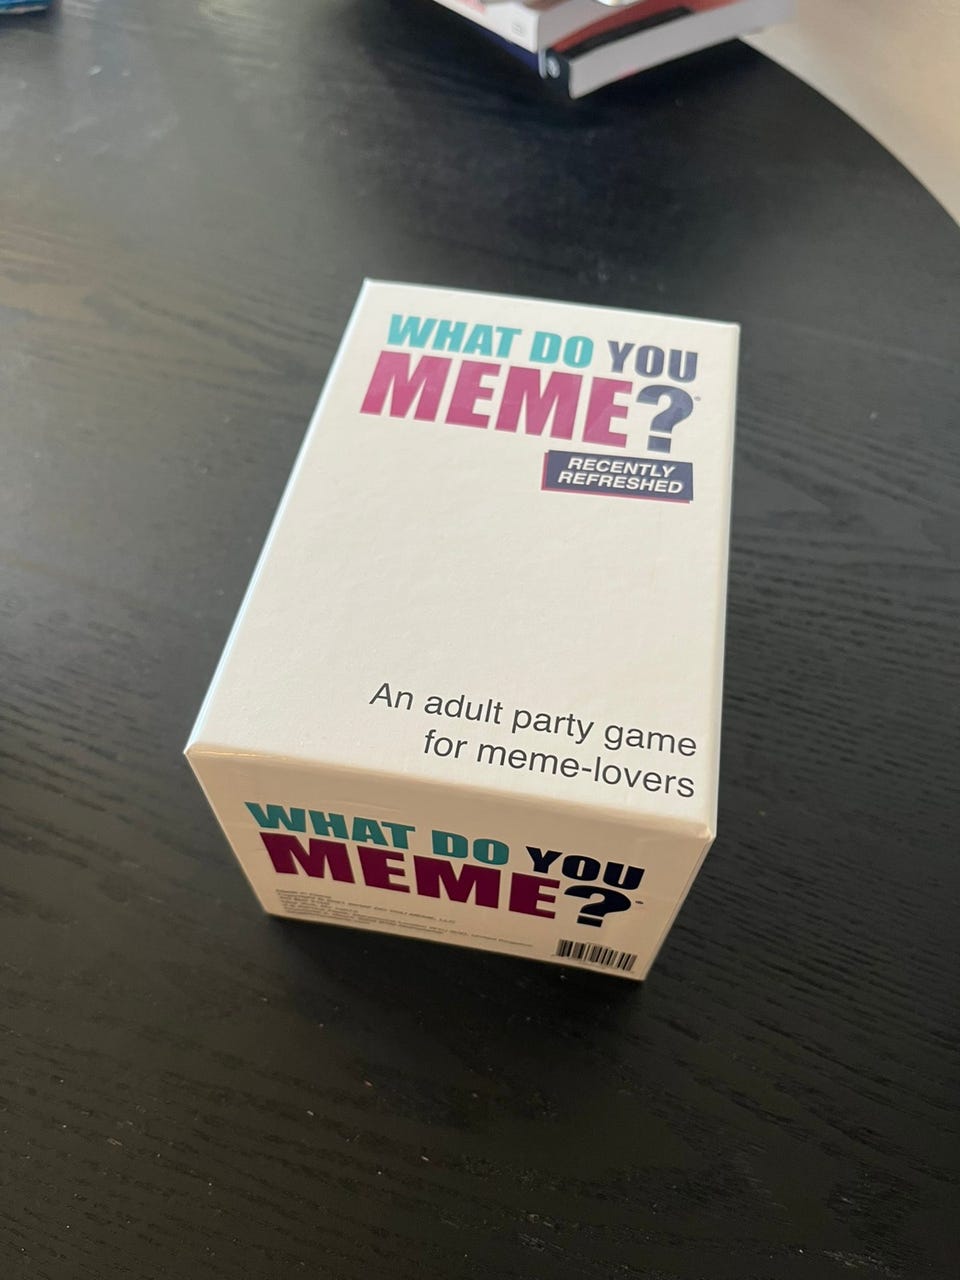 WHAT DO YOU
MEME?
RECENTLY
REFRESHED
An adult party game
for meme-lovers
WHAT DO YOU
MEME?